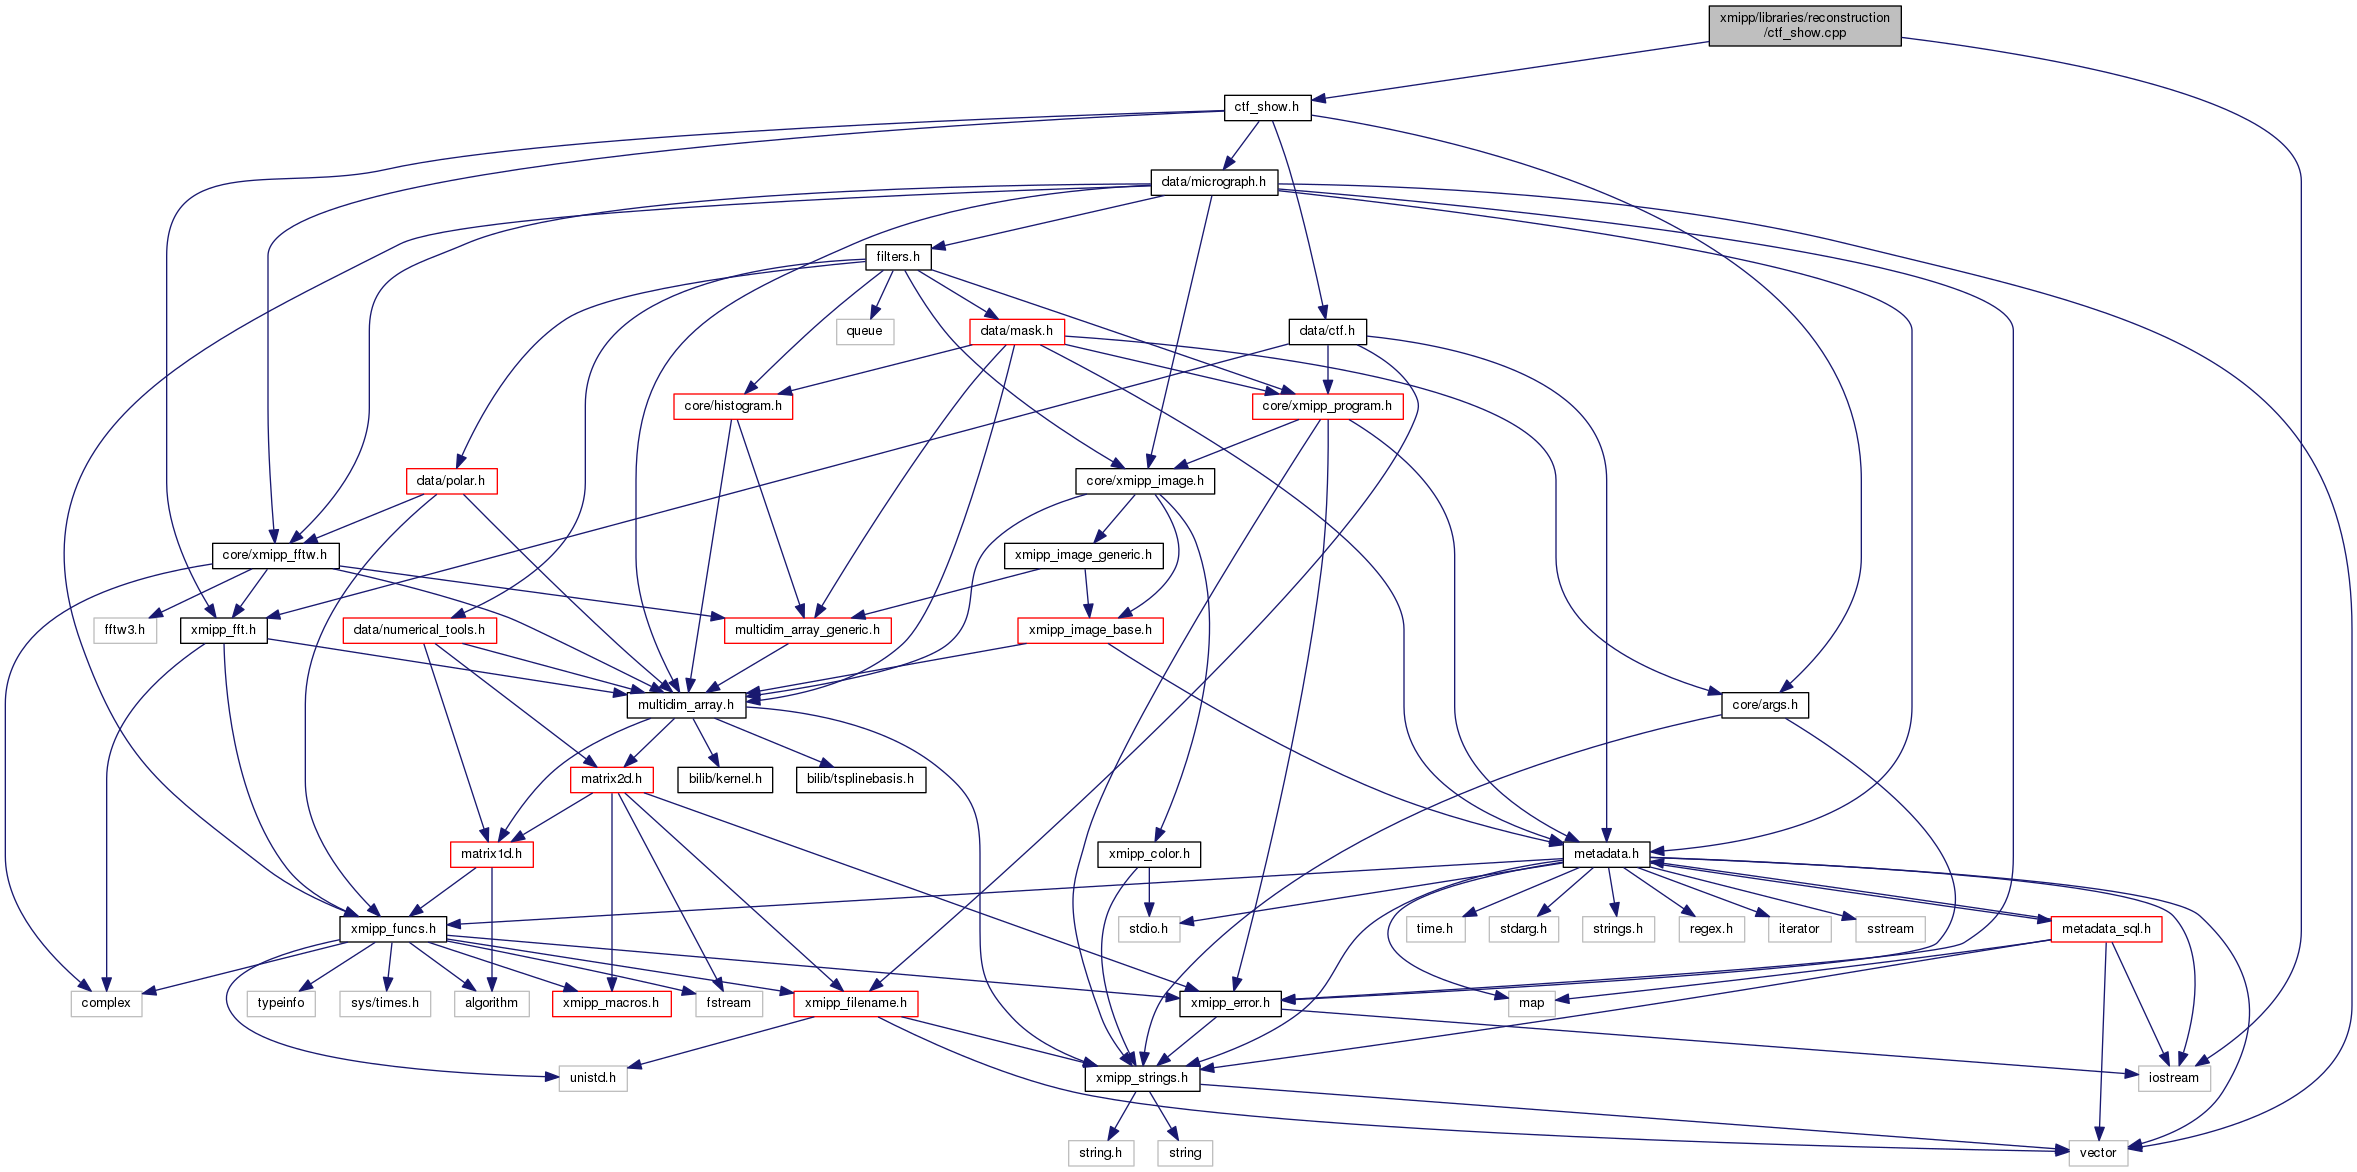 xmipp/libraries/reconstruction
/ctf_show.cpp
ctf_show.h
data/micrograph.h
filters.h
queue
data/mask.h
data/ctf.h
core/histogram.h
core/xmipp_program.h
data/polar.h
core/xmipp_image.h
core/xmipp_fftw.h
xmipp_image_generic.h
fftw3.h
xmipp_fft.h
data/numerical_tools.h
multidim_array_generic.h
xmipp_image_base.h
multidim_array.h
core/args.h
matrix2d.h
bilib/kernel.h
bilib/tsplinebasis.h
matrix1d.h
xmipp_color.h
metadata.h
xmipp_funcs.h
stdio.h
time.h
stdarg.h
strings.h
regex.h
iterator
sstream
metadata_sql.h
complex
typeinfo
sys/times.h
algorithm
xmipp_macros.h
fstream
xmipp_filename.h
xmipp_error.h
map
unistd.h
xmipp_strings.h
iostream
string.h
string
vector